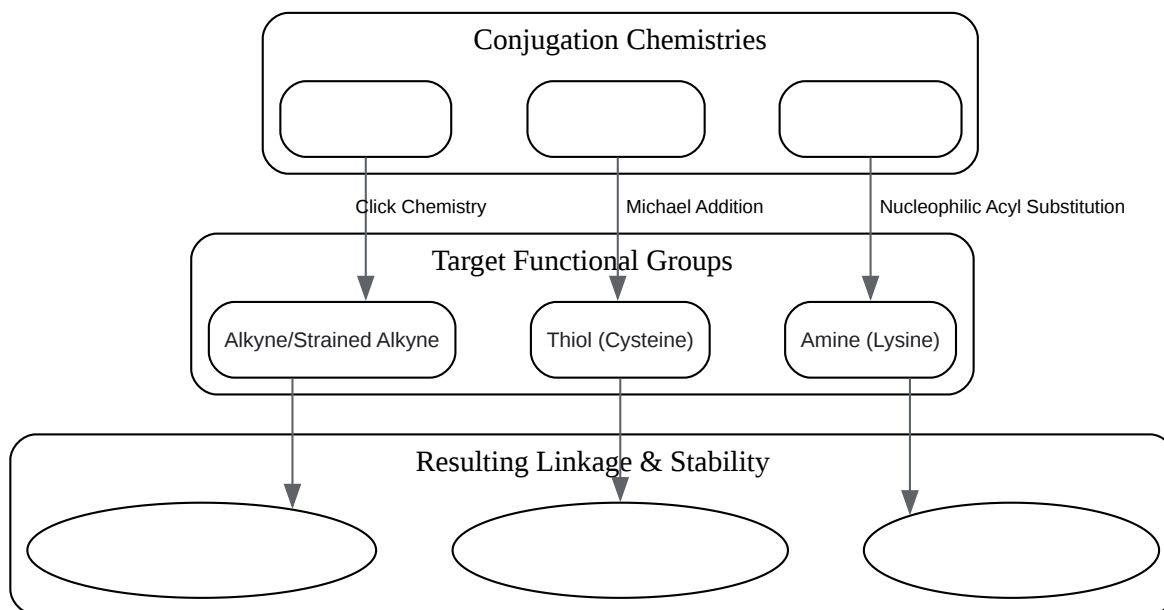 Conjugation Chemistries
Click Chemistry
Michael Addition
Nucleophilic Acyl Substitution
Target Functional Groups
Alkyne/Strained Alkyne
Thiol (Cysteine)
Amine (Lysine)
Resulting Linkage & Stability